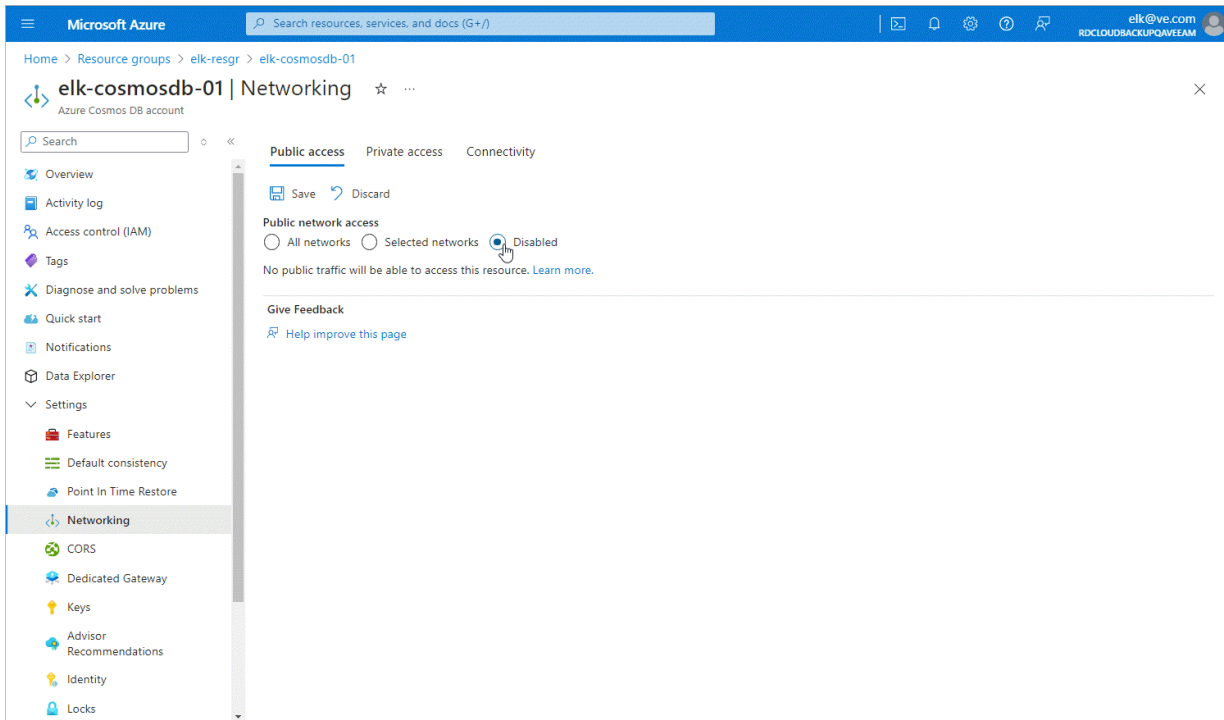 Microsoft Azure
Search resources, services, and docs (G+/)
elk@ve.com
RDCLOUDBACKUPQAVEEAM
Home > Resource groups > elk-resgr > elk-cosmosdb-01
elk-cosmosdb-01 | Networking
Azure Cosmos DB account
Search
Public access Private access Connectivity
Overview
Activity log
Access control (IAM)
Tags
Diagnose and solve problems
Quick start
Notifications
Data Explorer
Settings
Features
Default consistency
Point In Time Restore
Networking
CORS
Dedicated Gateway
Keys
Advisor
Recommendations
Identity
Locks
Save Discard
Public network access
All networks Selected networks Disabled
No public traffic will be able to access this resource. Learn more.
Give Feedback
Help improve this page